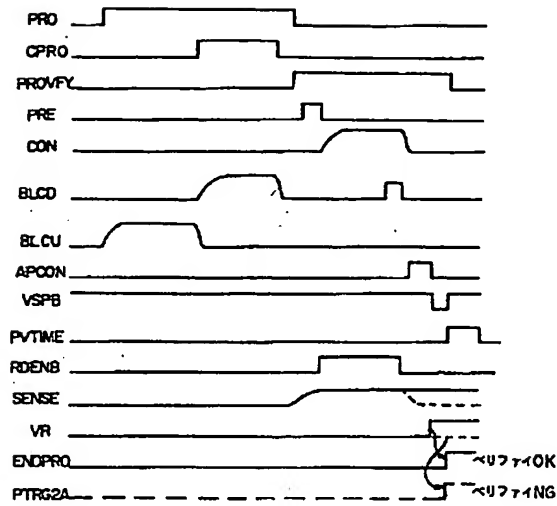 PRO
CPRO
PROVFY
PRE
CON
BLCD
BLCU
APCON
VSPB
PVTIME
RDENB
SENSE
VR
ENDPRO ベリファイOK
PTRG2A ベリファイNG